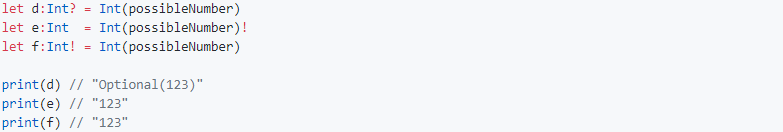 let d:Int? = Int(possibleNumber)
let e:Int  = Int(possibleNumber)!
let f:Int! = Int(possibleNumber)
print(d) // "Optional(123)"
print(e) // "123"
print(f) // "123"